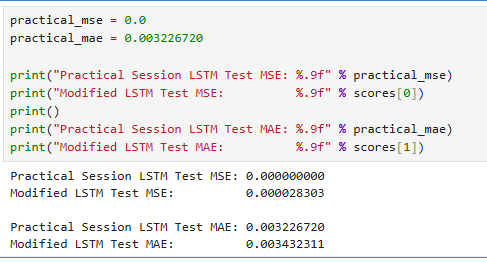 practical_mse = 0.0
practical_mae = 0.003226720

print("Practical Session LSTM Test MSE: %.9f" % practical_mse)
print("Modified LSTM Test MSE:          %.9f" % scores[0])
print()
print("Practical Session LSTM Test MAE: %.9f" % practical_mae)
print("Modified LSTM Test MAE:          %.9f" % scores[1])

Practical Session LSTM Test MSE: 0.000000000
Modified LSTM Test MSE:          0.000028303

Practical Session LSTM Test MAE: 0.003226720
Modified LSTM Test MAE:          0.003432311